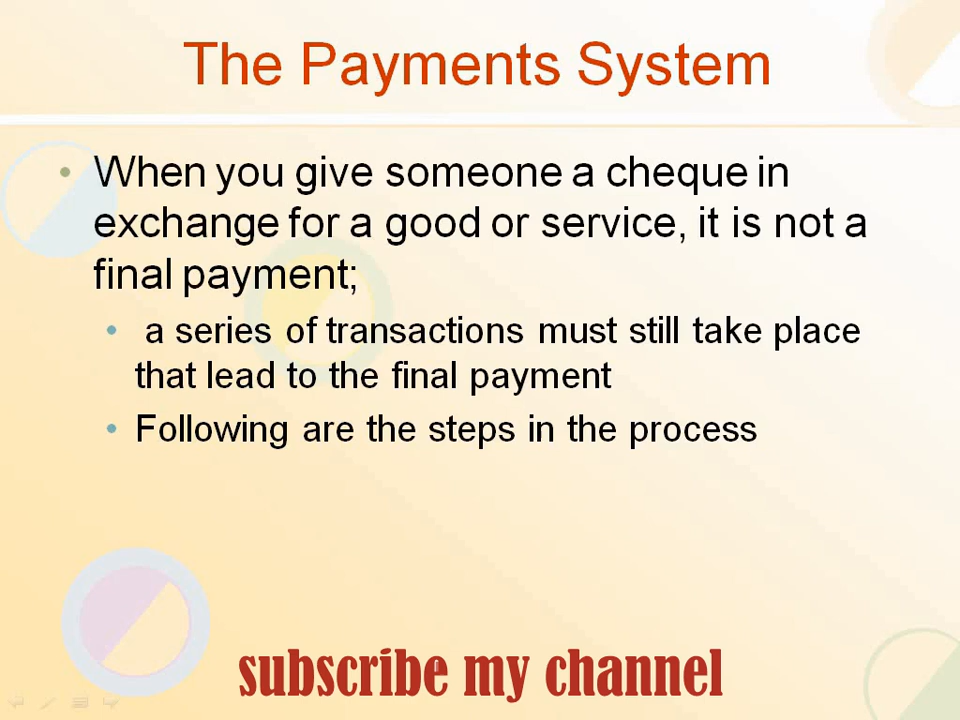 The Payments System
• When you give someone a cheque in
exchange for a good or service, it is not a
final payment;
• a series of transactions must still take place
that lead to the final payment
• Following are the steps in the process
subscribe my channel